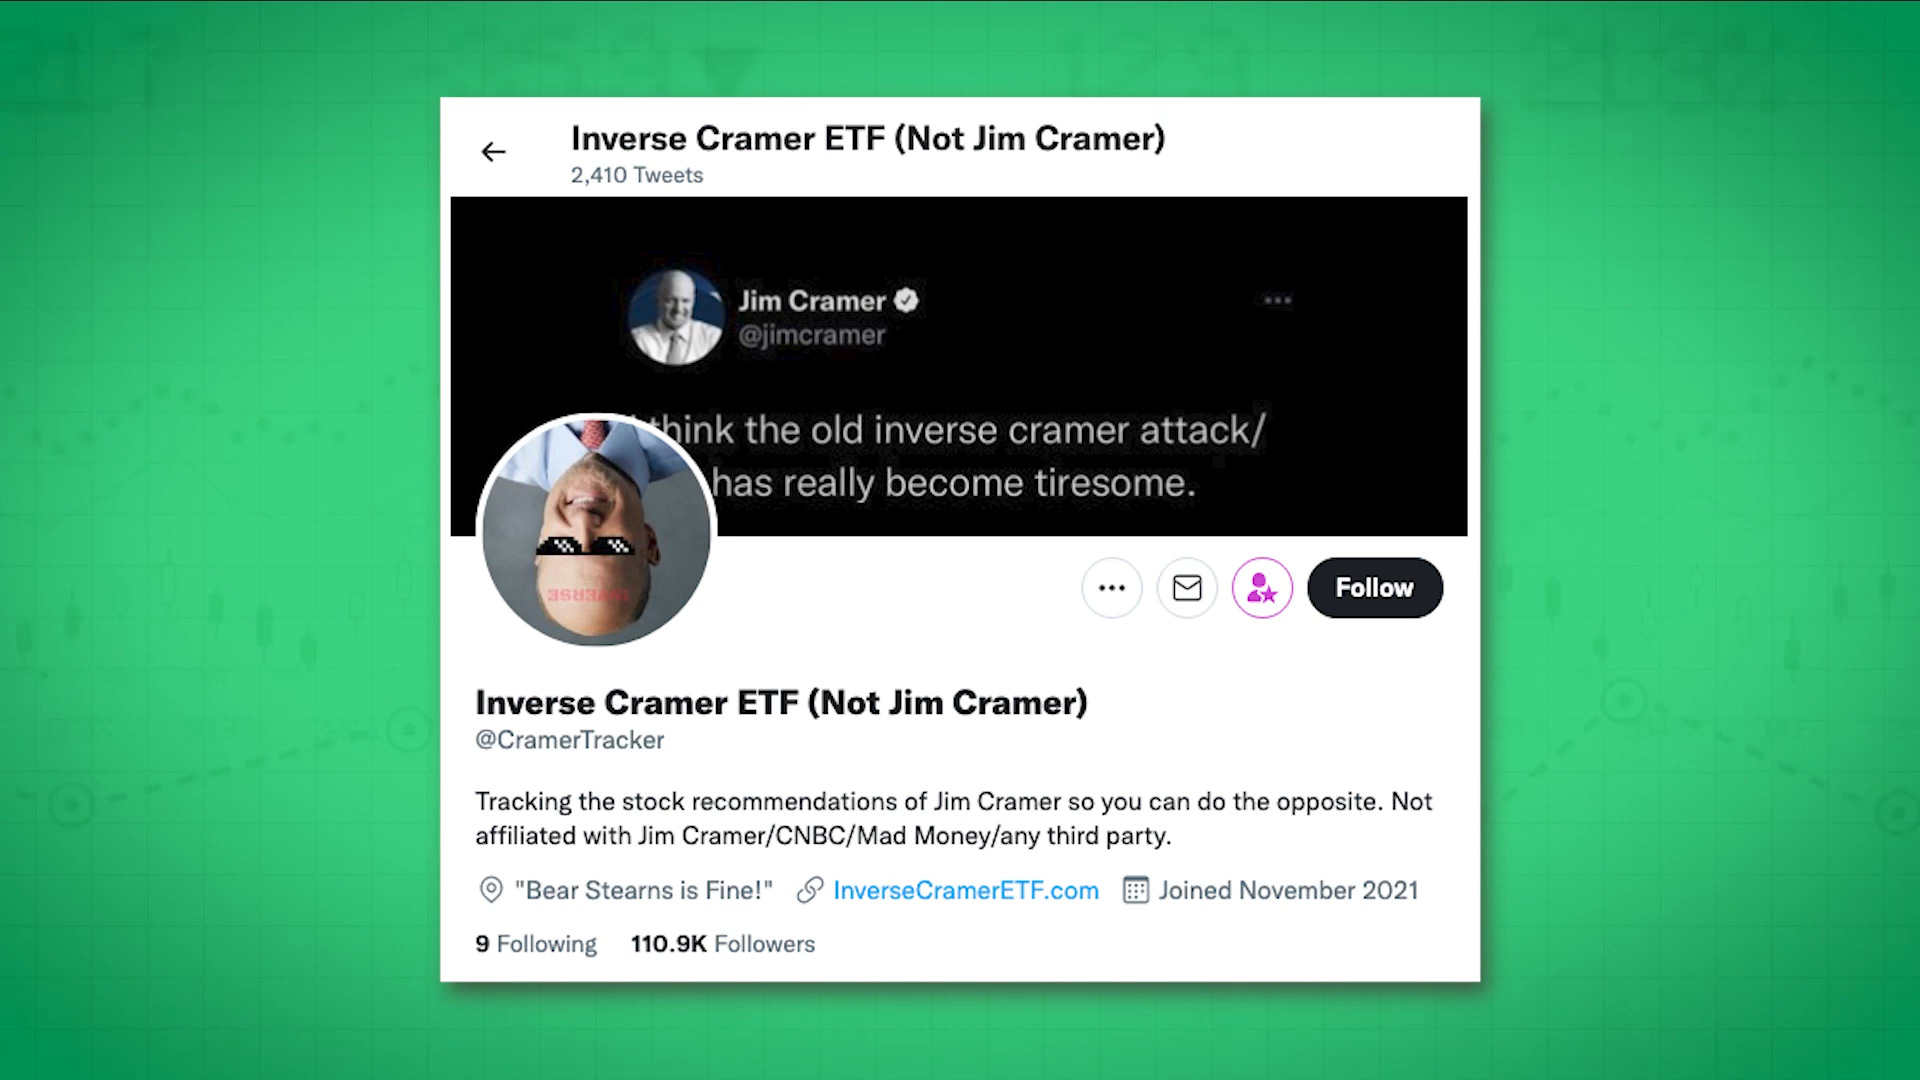 Inverse Cramer ETF (Not Jim Cramer)
2,410 Tweets
Jim Cramer
@jimcramer
think the old inverse cramer attack/
has really become tiresome.
INVERSE
Follow
Inverse Cramer ETF (Not Jim Cramer)
@CramerTracker
Tracking the stock recommendations of Jim Cramer so you can do the opposite. Not
affiliated with Jim Cramer/CNBC/Mad Money/any third party.
"Bear Stearns is Fine!" InverseCramerETF.com Joined November 2021
9 Following 110.9K Followers